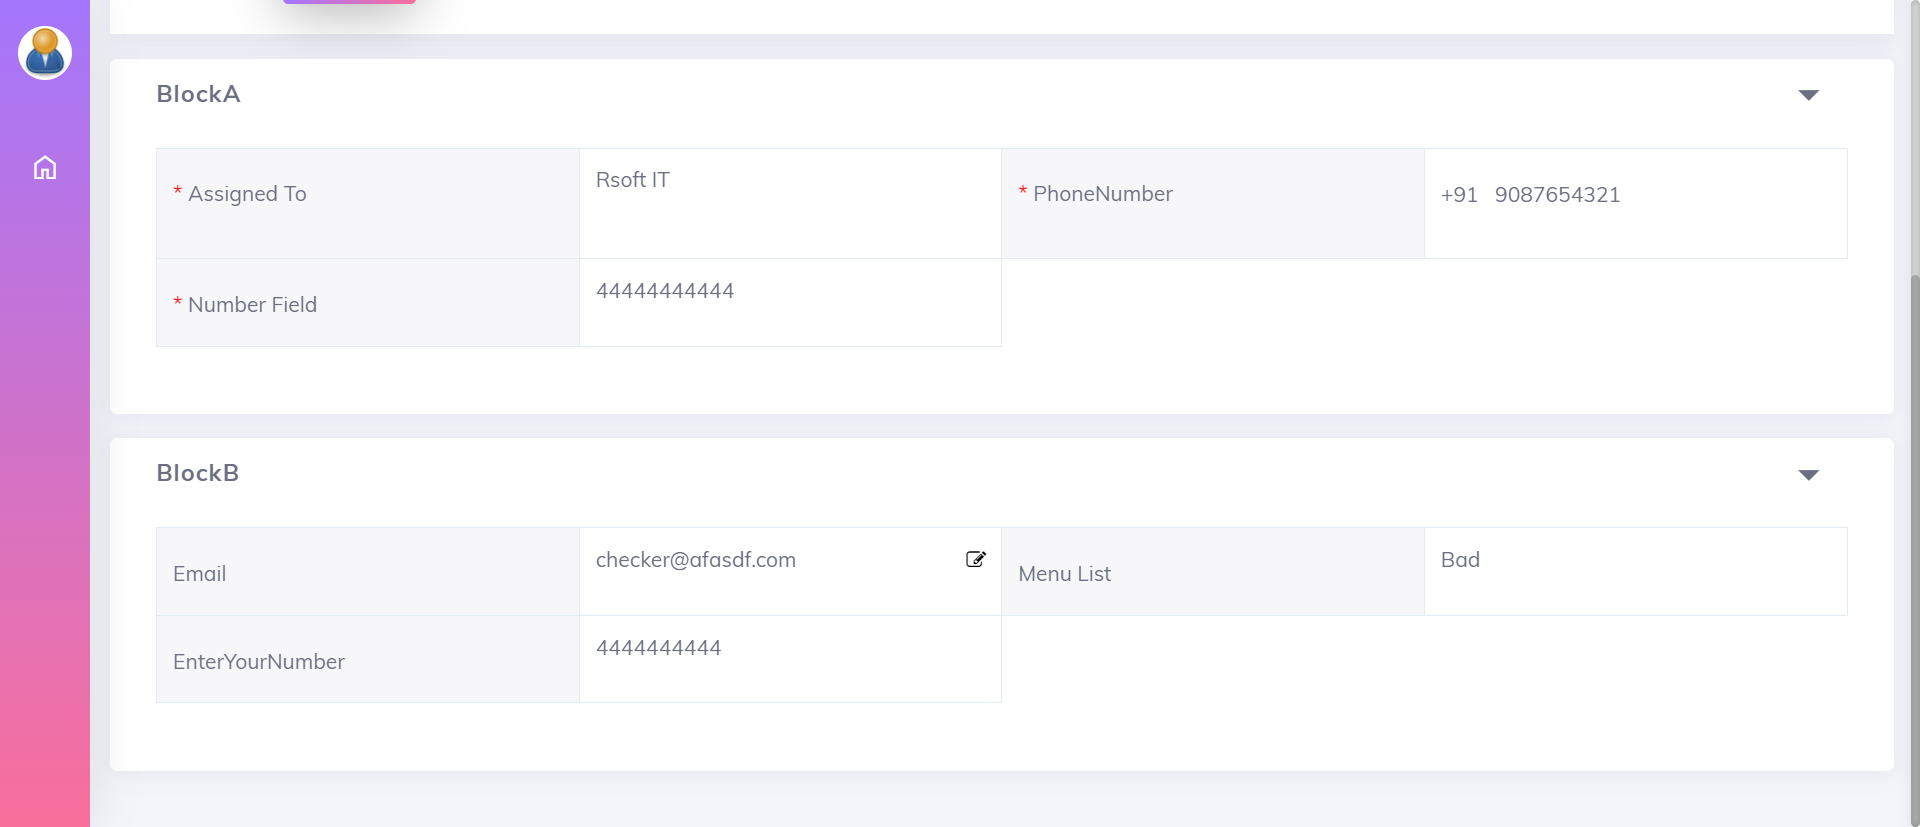 BlockA
* Assigned To
Rsoft IT
* PhoneNumber
+91 9087654321
* Number Field
44444444444
BlockB
Email
checker@afasdf.com
Menu List
Bad
EnterYourNumber
4444444444